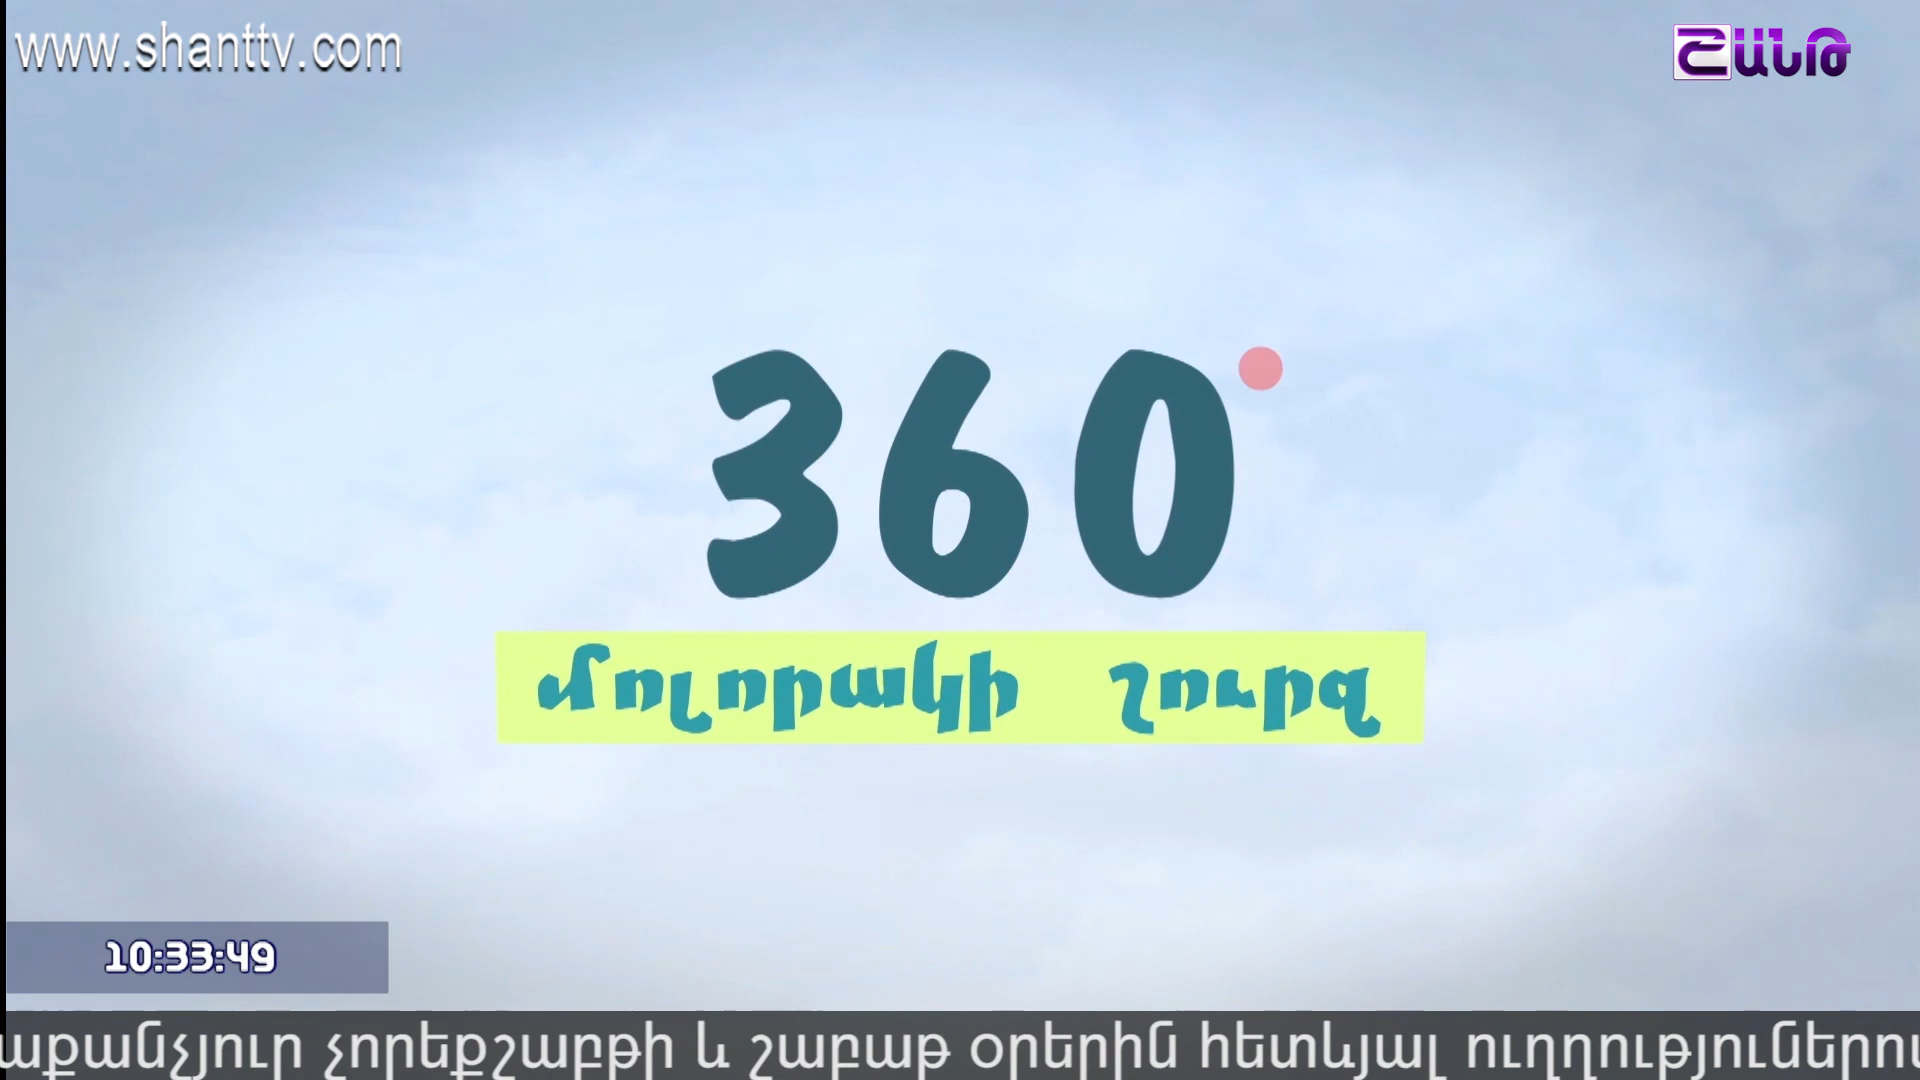 www.shanttv.com
ՇԱՆԹ
360°
մոլորակի շուրջ
10:33:49
աքանչյուր չորեքշաբթի և շաբաթ օրերին հետևյալ ուղղություններով